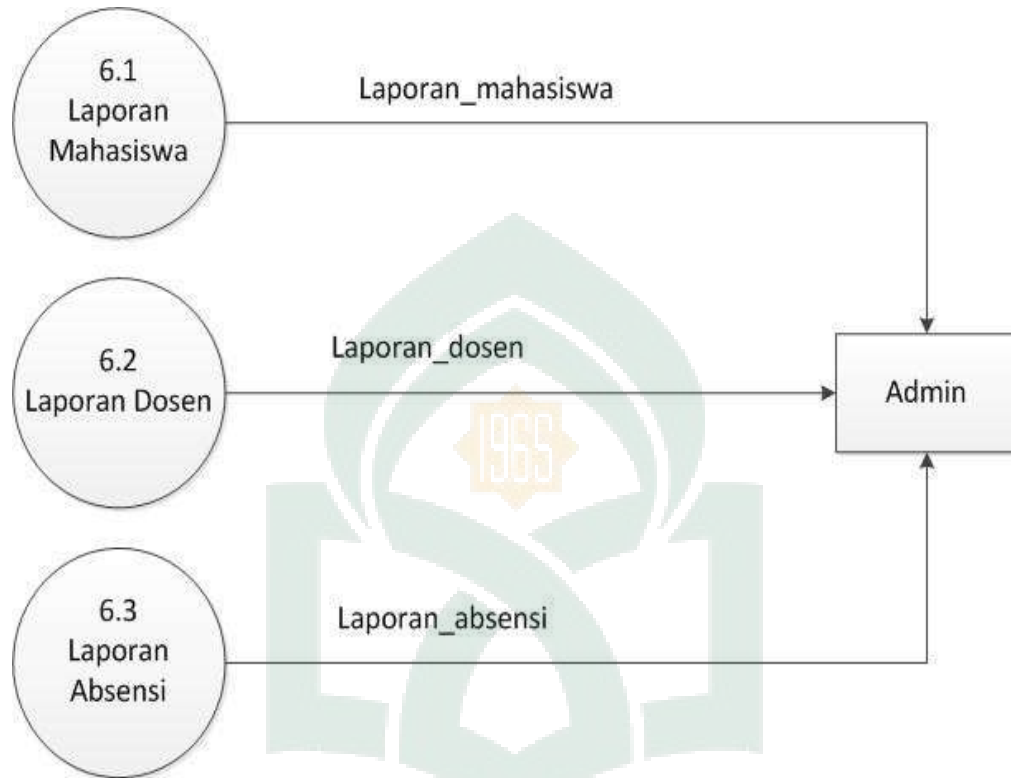 6.1
Laporan
Mahasiswa
Laporan_mahasiswa
6.2
Laporan Dosen
Laporan_dosen
Admin
1965
6.3
Laporan
Absensi
Laporan_absensi